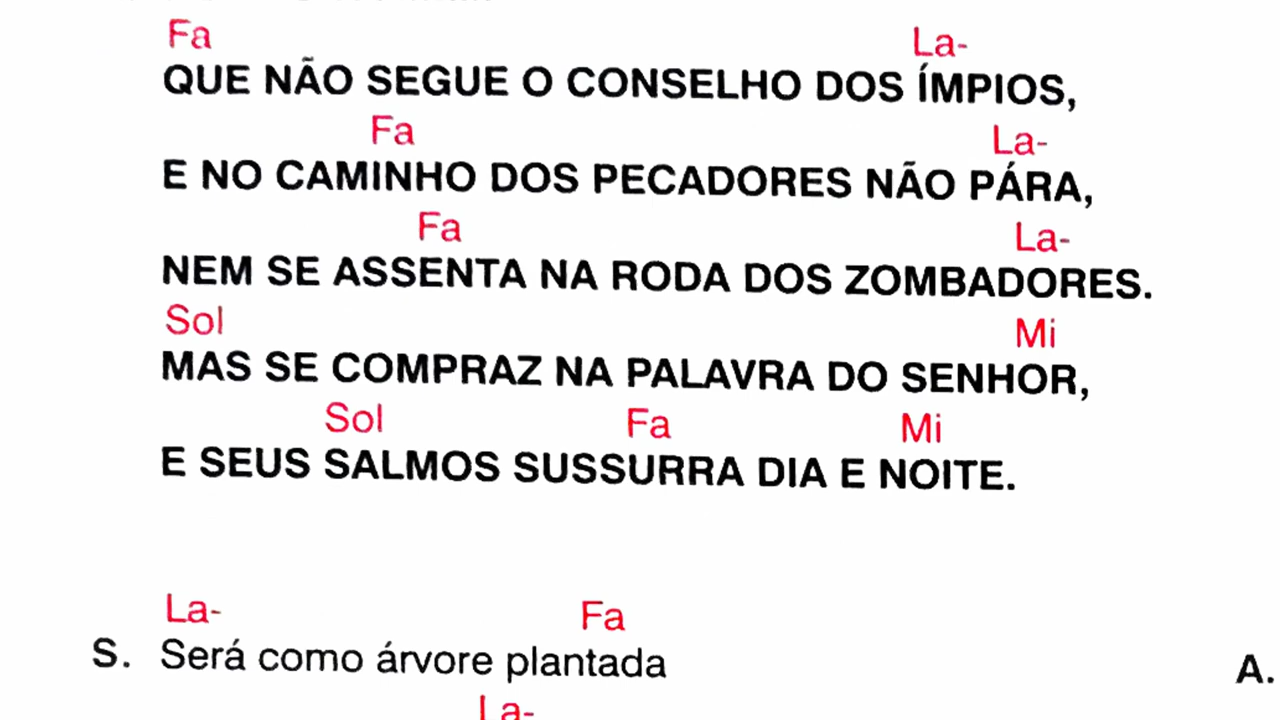 Fa La-
QUE NÃO SEGUE O CONSELHO DOS ÍMPIOS,
Fa La-
E NO CAMINHO DOS PECADORES NÃO PÁRA,
Fa La-
NEM SE ASSENTA NA RODA DOS ZOMBADORES.
Sol Mi
MAS SE COMPRAZ NA PALAVRA DO SENHOR,
Sol Fa Mi
E SEUS SALMOS SUSSURRA DIA E NOITE.
La- Fa
S. Será como árvore plantada
A.
La-